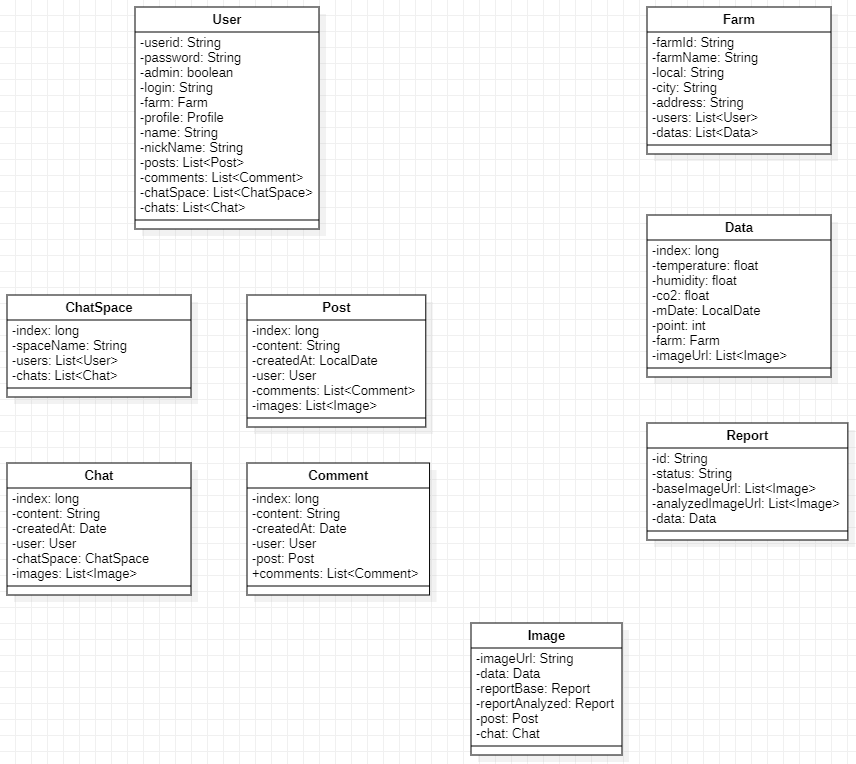 User
-userid: String
-password: String
-admin: boolean
-login: String
-farm: Farm
-profile: Profile
-name: String
-nickName: String
-posts: List<Post>
-comments: List<Comment>
-chatSpace: List<ChatSpace>
-chats: List<Chat>
Farm
-farmId: String
-farmName: String
-local: String
-city: String
-address: String
-users: List<User>
-datas: List<Data>
Data
-index: long
-temperature: float
-humidity: float
-co2: float
-mDate: LocalDate
-point: int
-farm: Farm
-imageUrl: List<Image>
ChatSpace
-index: long
-spaceName: String
-users: List<User>
-chats: List<Chat>
Post
-index: long
-content: String
-createdAt: LocalDate
-user: User
-comments: List<Comment>
-images: List<Image>
Report
-id: String
-status: String
-baseImageUrl: List<Image>
-analyzedImageUrl: List<Image>
-data: Data
Chat
-index: long
-content: String
-createdAt: Date
-user: User
-chatSpace: ChatSpace
-images: List<Image>
Comment
-index: long
-content: String
-createdAt: Date
-user: User
-post: Post
+comments: List<Comment>
Image
-imageUrl: String
-data: Data
-reportBase: Report
-reportAnalyzed: Report
-post: Post
-chat: Chat